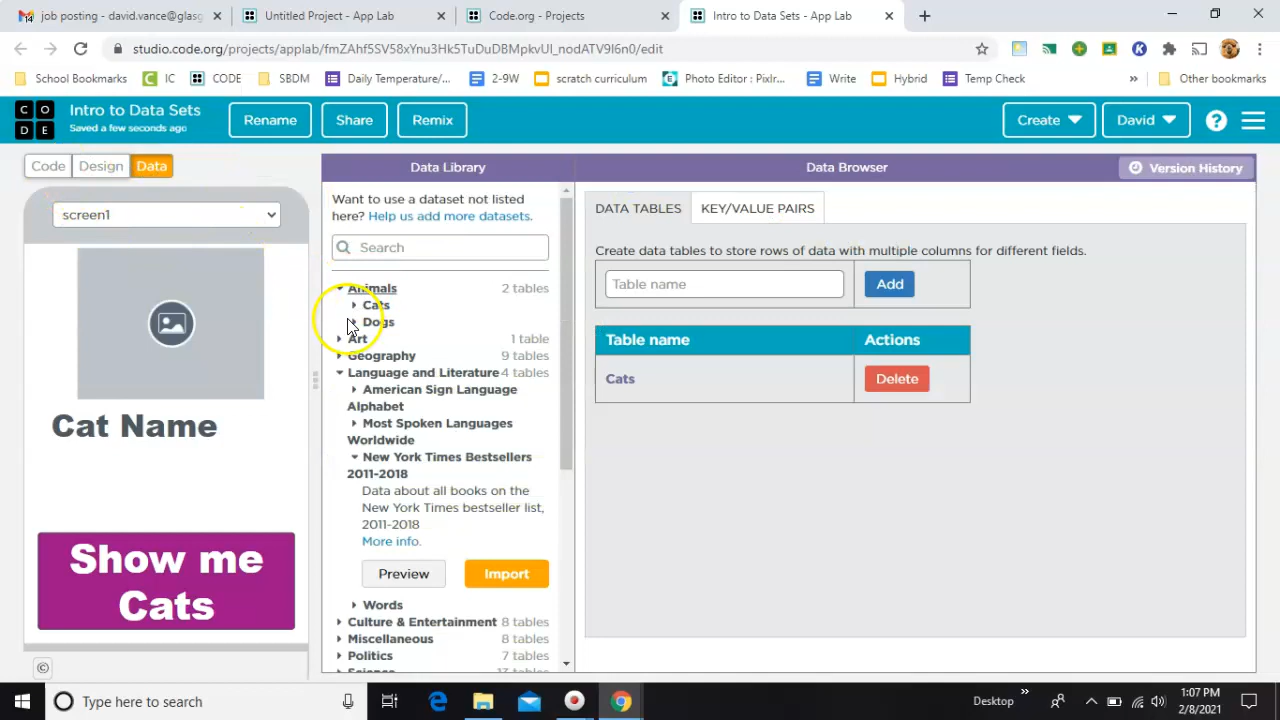 job posting - david.vance@glasg
Untitled Project - App Lab
Code.org - Projects
Intro to Data Sets - App Lab
studio.code.org/projects/applab/fmZAhf5SV58xYnu3Hk5TuDuDBMpkvUI_nodATV9I6n0/edit
School Bookmarks
IC
CODE
SBDM
Daily Temperature/...
2-9W
scratch curriculum
Photo Editor : Pixlr...
Write
Hybrid
Temp Check
»
Other bookmarks
C O
D E
Intro to Data Sets
Saved a few seconds ago
Rename
Share
Remix
Create
David
?
Code
Design
Data
Data Library
Data Browser
Version History
screen1
Cat Name
Show me
Cats
Want to use a dataset not listed
here? Help us add more datasets.
Search
Animals 2 tables
Cats
Dogs
Art 1 table
Geography 9 tables
Language and Literature 4 tables
American Sign Language
Alphabet
Most Spoken Languages
Worldwide
New York Times Bestsellers
2011-2018
Data about all books on the
New York Times bestseller list,
2011-2018
More info.
Preview
Import
Words
Culture & Entertainment 8 tables
Miscellaneous 8 tables
Politics 7 tables
Science 13 tables
DATA TABLES
KEY/VALUE PAIRS
Create data tables to store rows of data with multiple columns for different fields.
Table name
Add
Table name Actions
Cats Delete
©
Type here to search
Desktop
»
1:07 PM
2/8/2021